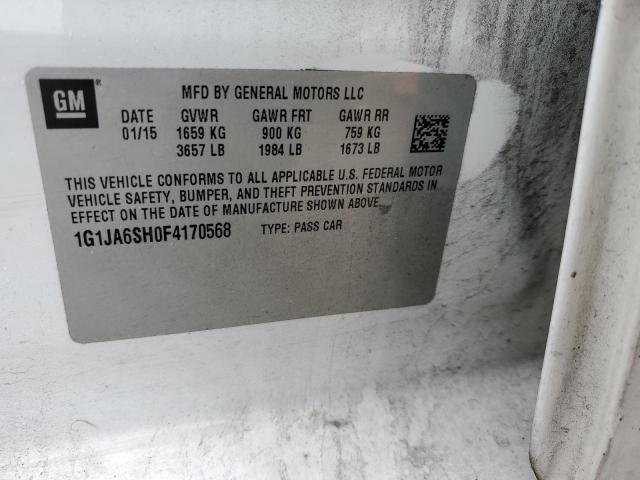 GM®
MFD BY GENERAL MOTORS LLC
DATE GVWR GAWR FRT GAWR RR
01/15 1659 KG 900 KG 759 KG
3657 LB 1984 LB 1673 LB
THIS VEHICLE CONFORMS TO ALL APPLICABLE U.S. FEDERAL MOTOR
VEHICLE SAFETY, BUMPER, AND THEFT PREVENTION STANDARDS IN
EFFECT ON THE DATE OF MANUFACTURE SHOWN ABOVE.
1G1JA6SH0F4170568 TYPE: PASS CAR